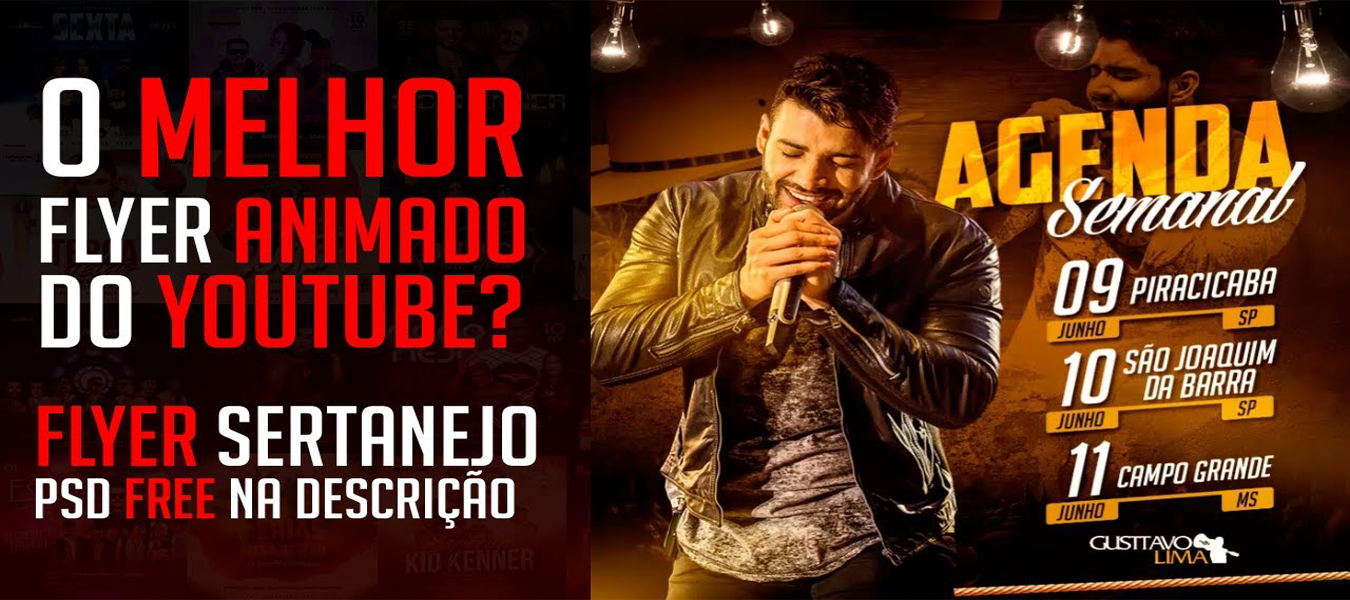 O MELHOR
FLYER ANIMADO
DO YOUTUBE?
FLYER SERTANEJO
PSD FREE NA DESCRIÇÃO
SEXTA
KID KENNER
AGENDA
Semanal
09 PIRACICABA
JUNHO SP
10 SÃO JOAQUIM
DA BARRA
JUNHO SP
11 CAMPO GRANDE
JUNHO MS
GUSTTAVO
LIMA